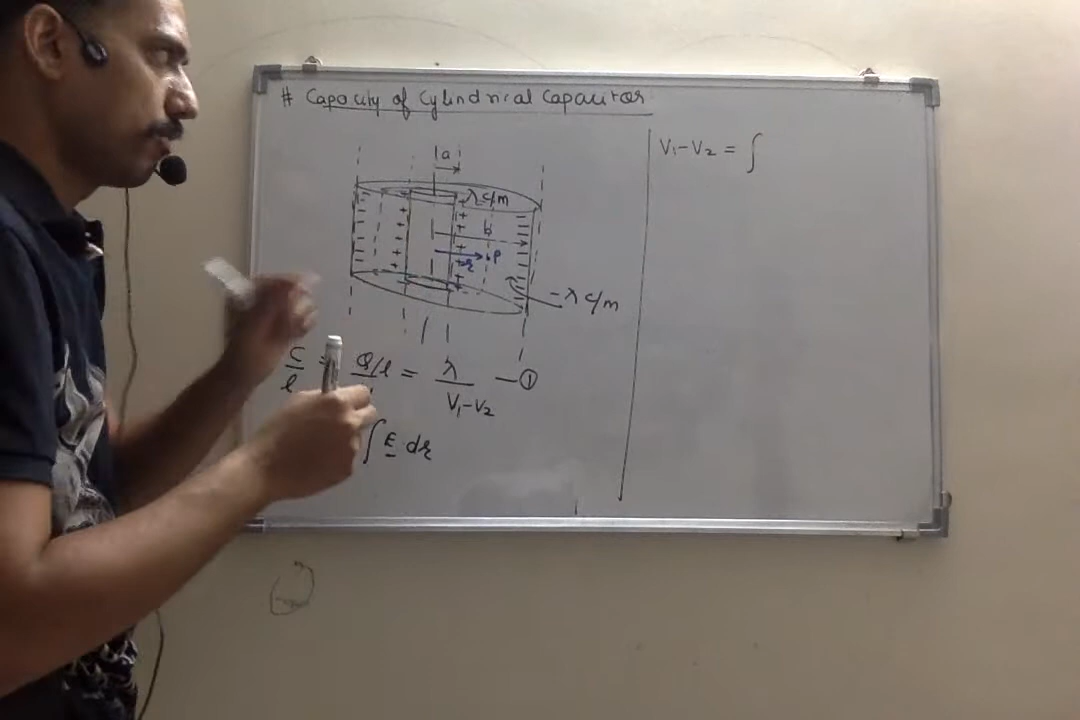 # Capacity of Cylindrical Capacitor
a
λ c/m
b
r P
- λ c/m
C/l = Q/l = λ/V₁-V₂ —①
∫ E dr
V₁-V₂ = ∫